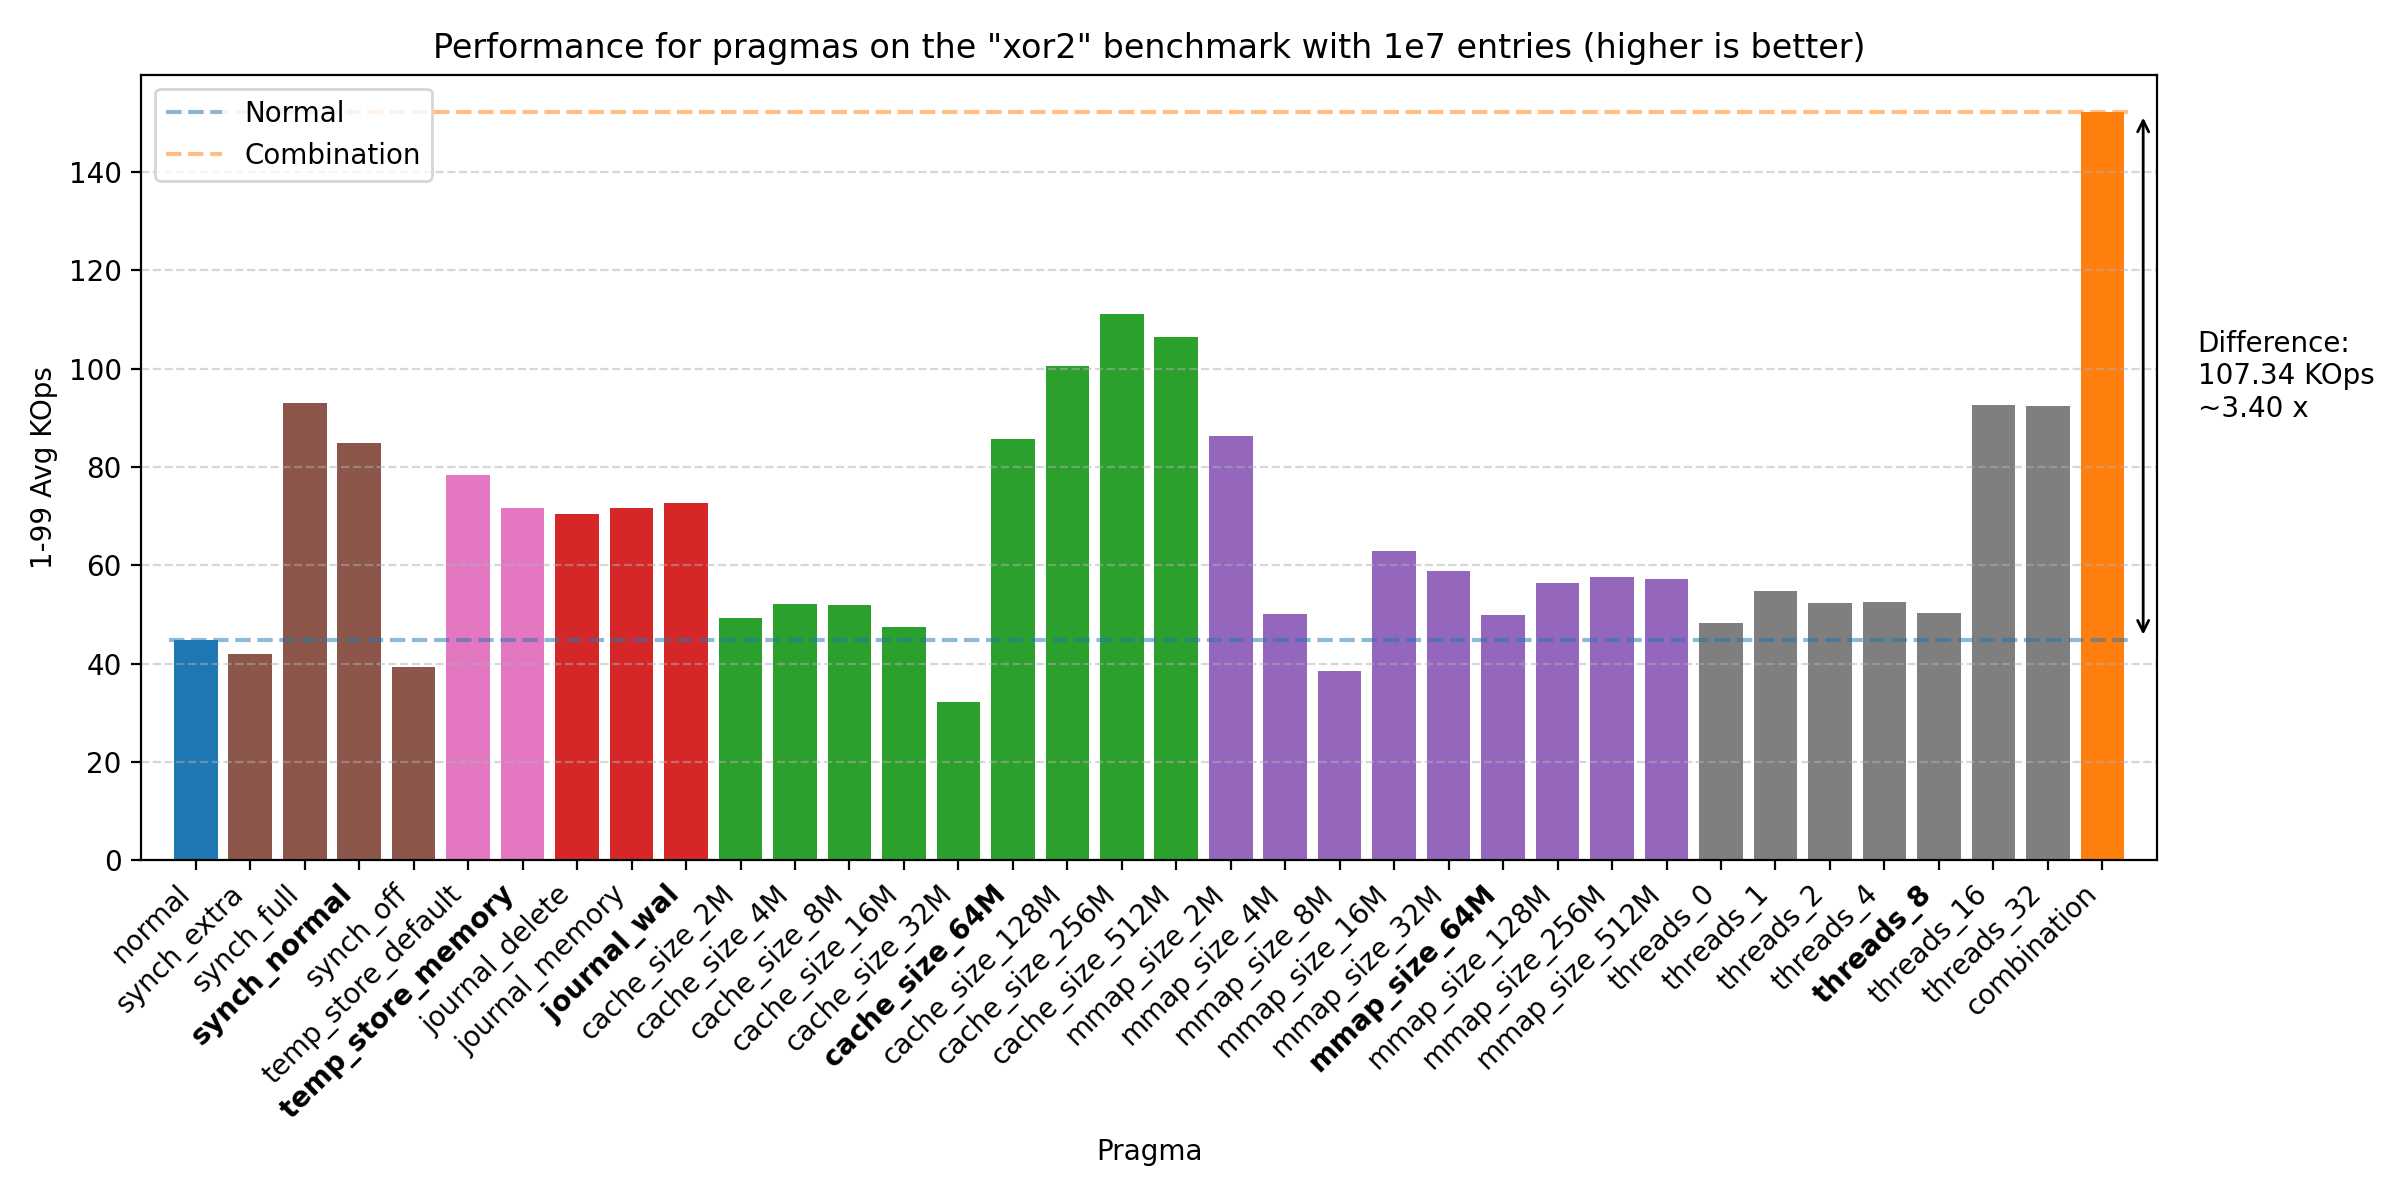 Performance for pragmas on the "xor2" benchmark with 1e7 entries (higher is better)
Normal
Combination
1-99 Avg KOps
140
120
100
80
60
40
20
0
Difference:
107.34 KOps
~3.40 x
normal
synch_extra
synch_full
synch_normal
synch_off
temp_store_default
temp_store_memory
journal_delete
journal_memory
journal_wal
cache_size_2M
cache_size_4M
cache_size_8M
cache_size_16M
cache_size_32M
cache_size_64M
cache_size_128M
cache_size_256M
cache_size_512M
mmap_size_2M
mmap_size_4M
mmap_size_8M
mmap_size_16M
mmap_size_32M
mmap_size_64M
mmap_size_128M
mmap_size_256M
mmap_size_512M
threads_0
threads_1
threads_2
threads_4
threads_8
threads_16
threads_32
combination
Pragma